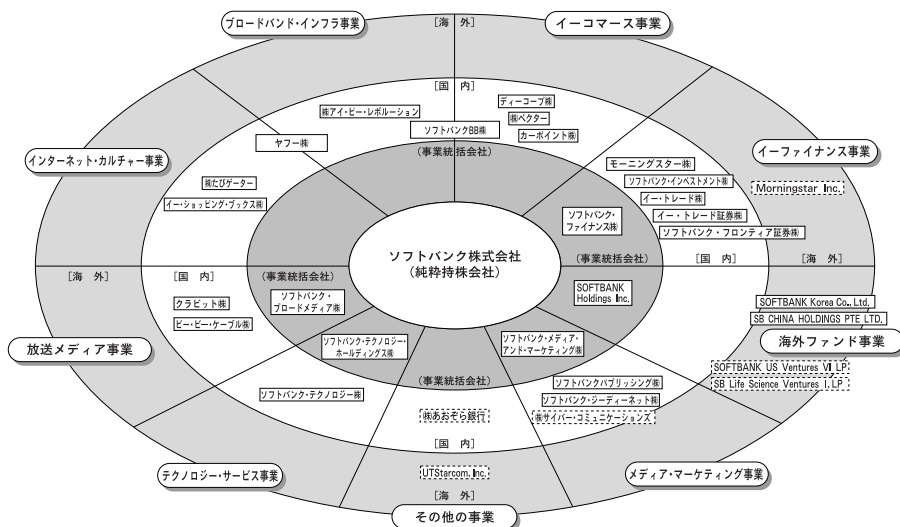 ブロードバンド・インフラ事業
［海　外］
イーコマース事業
［国　内］
ディーコープ㈱
㈱アイ・ピー・レボルーション
㈱ベクター
ソフトバンクBB㈱
カーポイント㈱
ヤフー㈱
（事業統括会社）
インターネット・カルチャー事業
イーファイナンス事業
モーニングスター㈱
㈱たびゲーター
ソフトバンク・インベストメント㈱
Morningstar Inc.
イー・トレード㈱
イー・ショッピング・ブックス㈱
イー・トレード証券㈱
ソフトバンク・
ファイナンス㈱
ソフトバンク・フロンティア証券㈱
ソフトバンク株式会社
（純粋持株会社）
［海　外］
［国　内］
（事業統括会社）
（事業統括会社）
［国　内］
［海　外］
クラビット㈱
ソフトバンク・
ブロードメディア㈱
SOFTBANK
Holdings Inc.
SOFTBANK Korea Co., Ltd.
ビー・ビー・ケーブル㈱
SB CHINA HOLDINGS PTE LTD.
放送メディア事業
ソフトバンク・テクノロジー・
ホールディングス㈱
ソフトバンク・メディア・
アンド・マーケティング㈱
海外ファンド事業
SOFTBANK US Ventures VI LP
（事業統括会社）
ソフトバンクパブリッシング㈱
SB Life Science Ventures I, LP
ソフトバンク・テクノロジー㈱
ソフトバンク・ジーディーネット㈱
㈱あおぞら銀行
㈱サイバー・コミュニケーションズ
［国　内］
テクノロジー・サービス事業
UTStarcom, Inc.
メディア・マーケティング事業
［海　外］
その他の事業